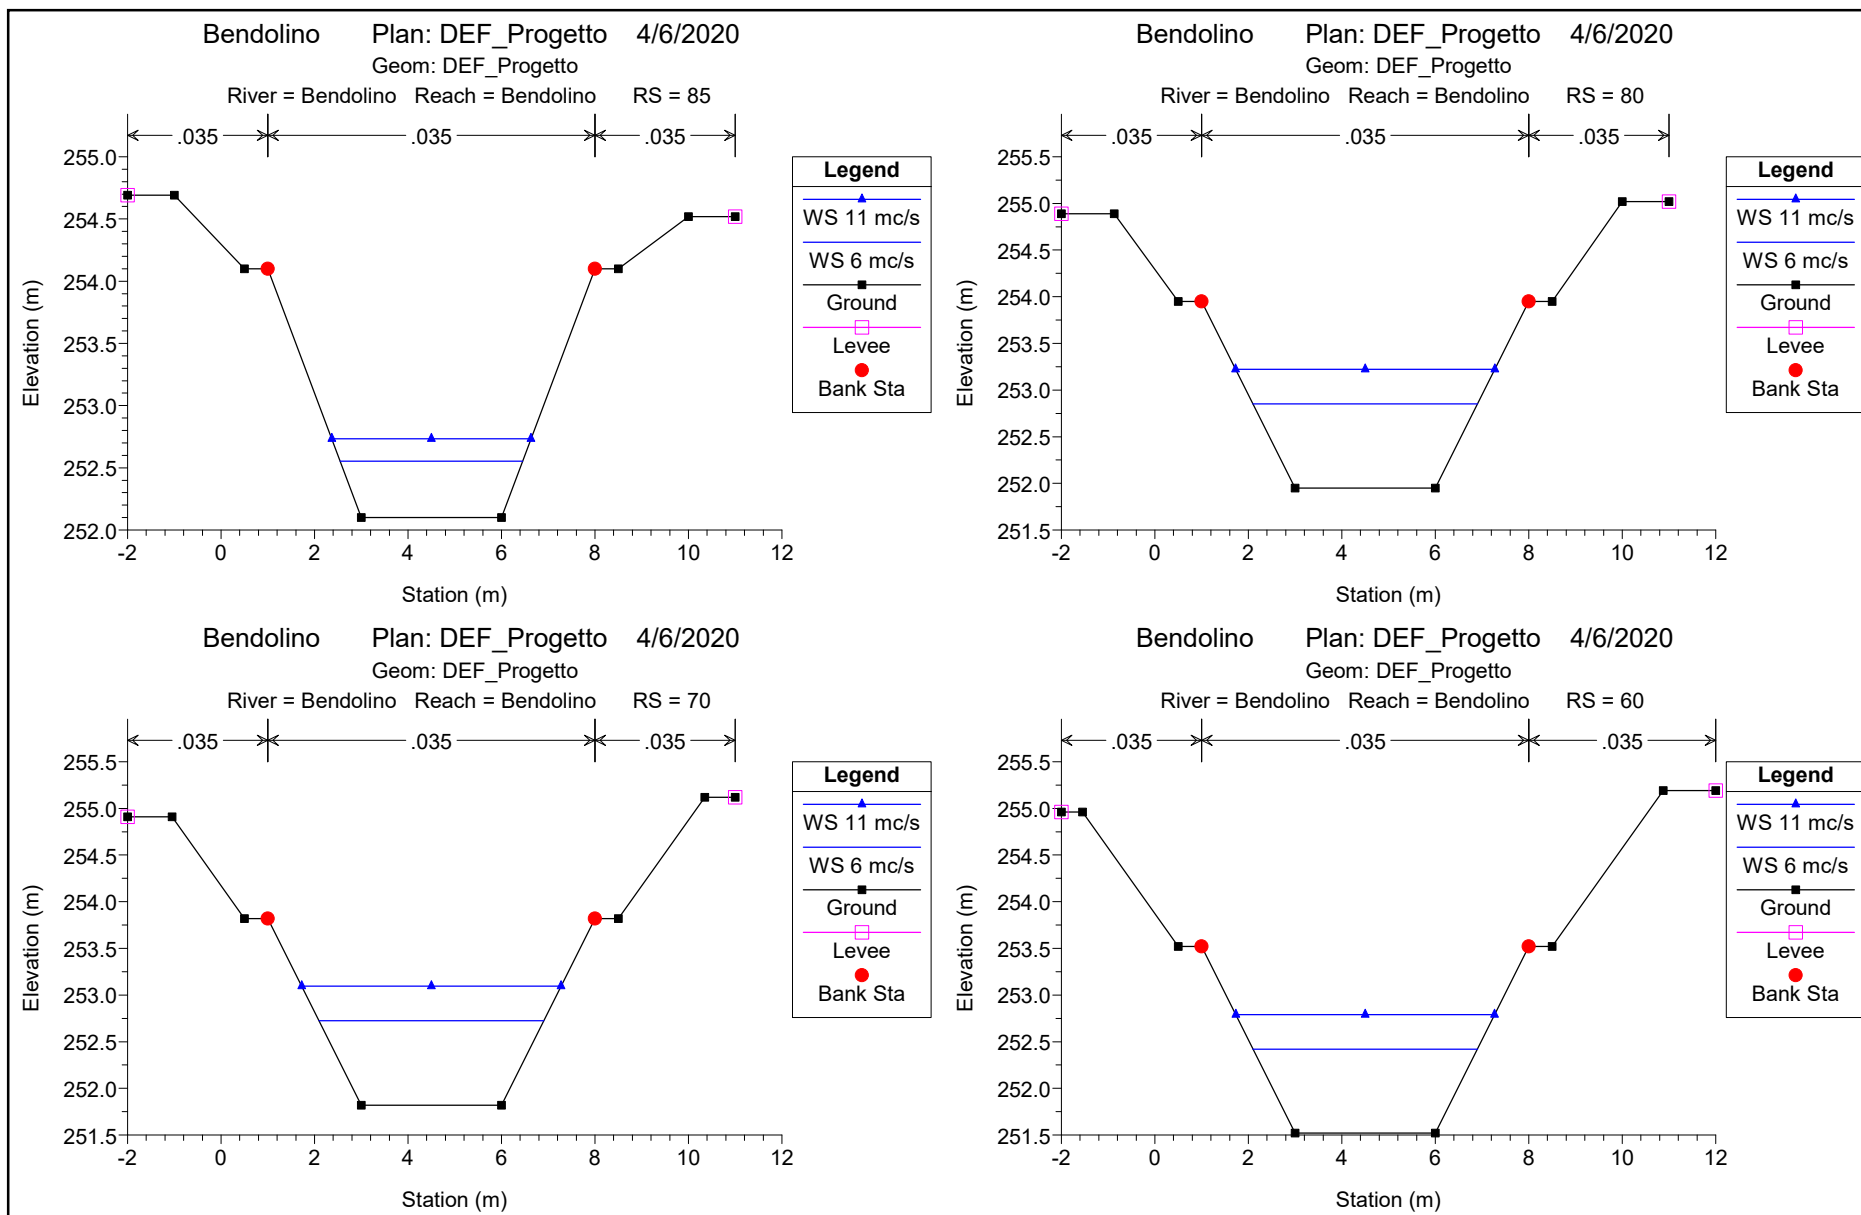 Bendolino Plan: DEF_Progetto 4/6/2020
Geom: DEF_Progetto
River = Bendolino Reach = Bendolino RS = 85
.035 .035 .035
255.0
254.5
254.0
253.5
253.0
252.5
252.0
Elevation (m)
-2 0 2 4 6 8 10 12
Station (m)
Legend
WS 11 mc/s
WS 6 mc/s
Ground
Levee
Bank Sta
Bendolino Plan: DEF_Progetto 4/6/2020
Geom: DEF_Progetto
River = Bendolino Reach = Bendolino RS = 80
.035 .035 .035
255.5
255.0
254.5
254.0
253.5
253.0
252.5
252.0
251.5
Elevation (m)
-2 0 2 4 6 8 10 12
Station (m)
Legend
WS 11 mc/s
WS 6 mc/s
Ground
Levee
Bank Sta
Bendolino Plan: DEF_Progetto 4/6/2020
Geom: DEF_Progetto
River = Bendolino Reach = Bendolino RS = 70
.035 .035 .035
255.5
255.0
254.5
254.0
253.5
253.0
252.5
252.0
251.5
Elevation (m)
-2 0 2 4 6 8 10 12
Station (m)
Legend
WS 11 mc/s
WS 6 mc/s
Ground
Levee
Bank Sta
Bendolino Plan: DEF_Progetto 4/6/2020
Geom: DEF_Progetto
River = Bendolino Reach = Bendolino RS = 60
.035 .035 .035
255.5
255.0
254.5
254.0
253.5
253.0
252.5
252.0
251.5
Elevation (m)
-2 0 2 4 6 8 10 12
Station (m)
Legend
WS 11 mc/s
WS 6 mc/s
Ground
Levee
Bank Sta